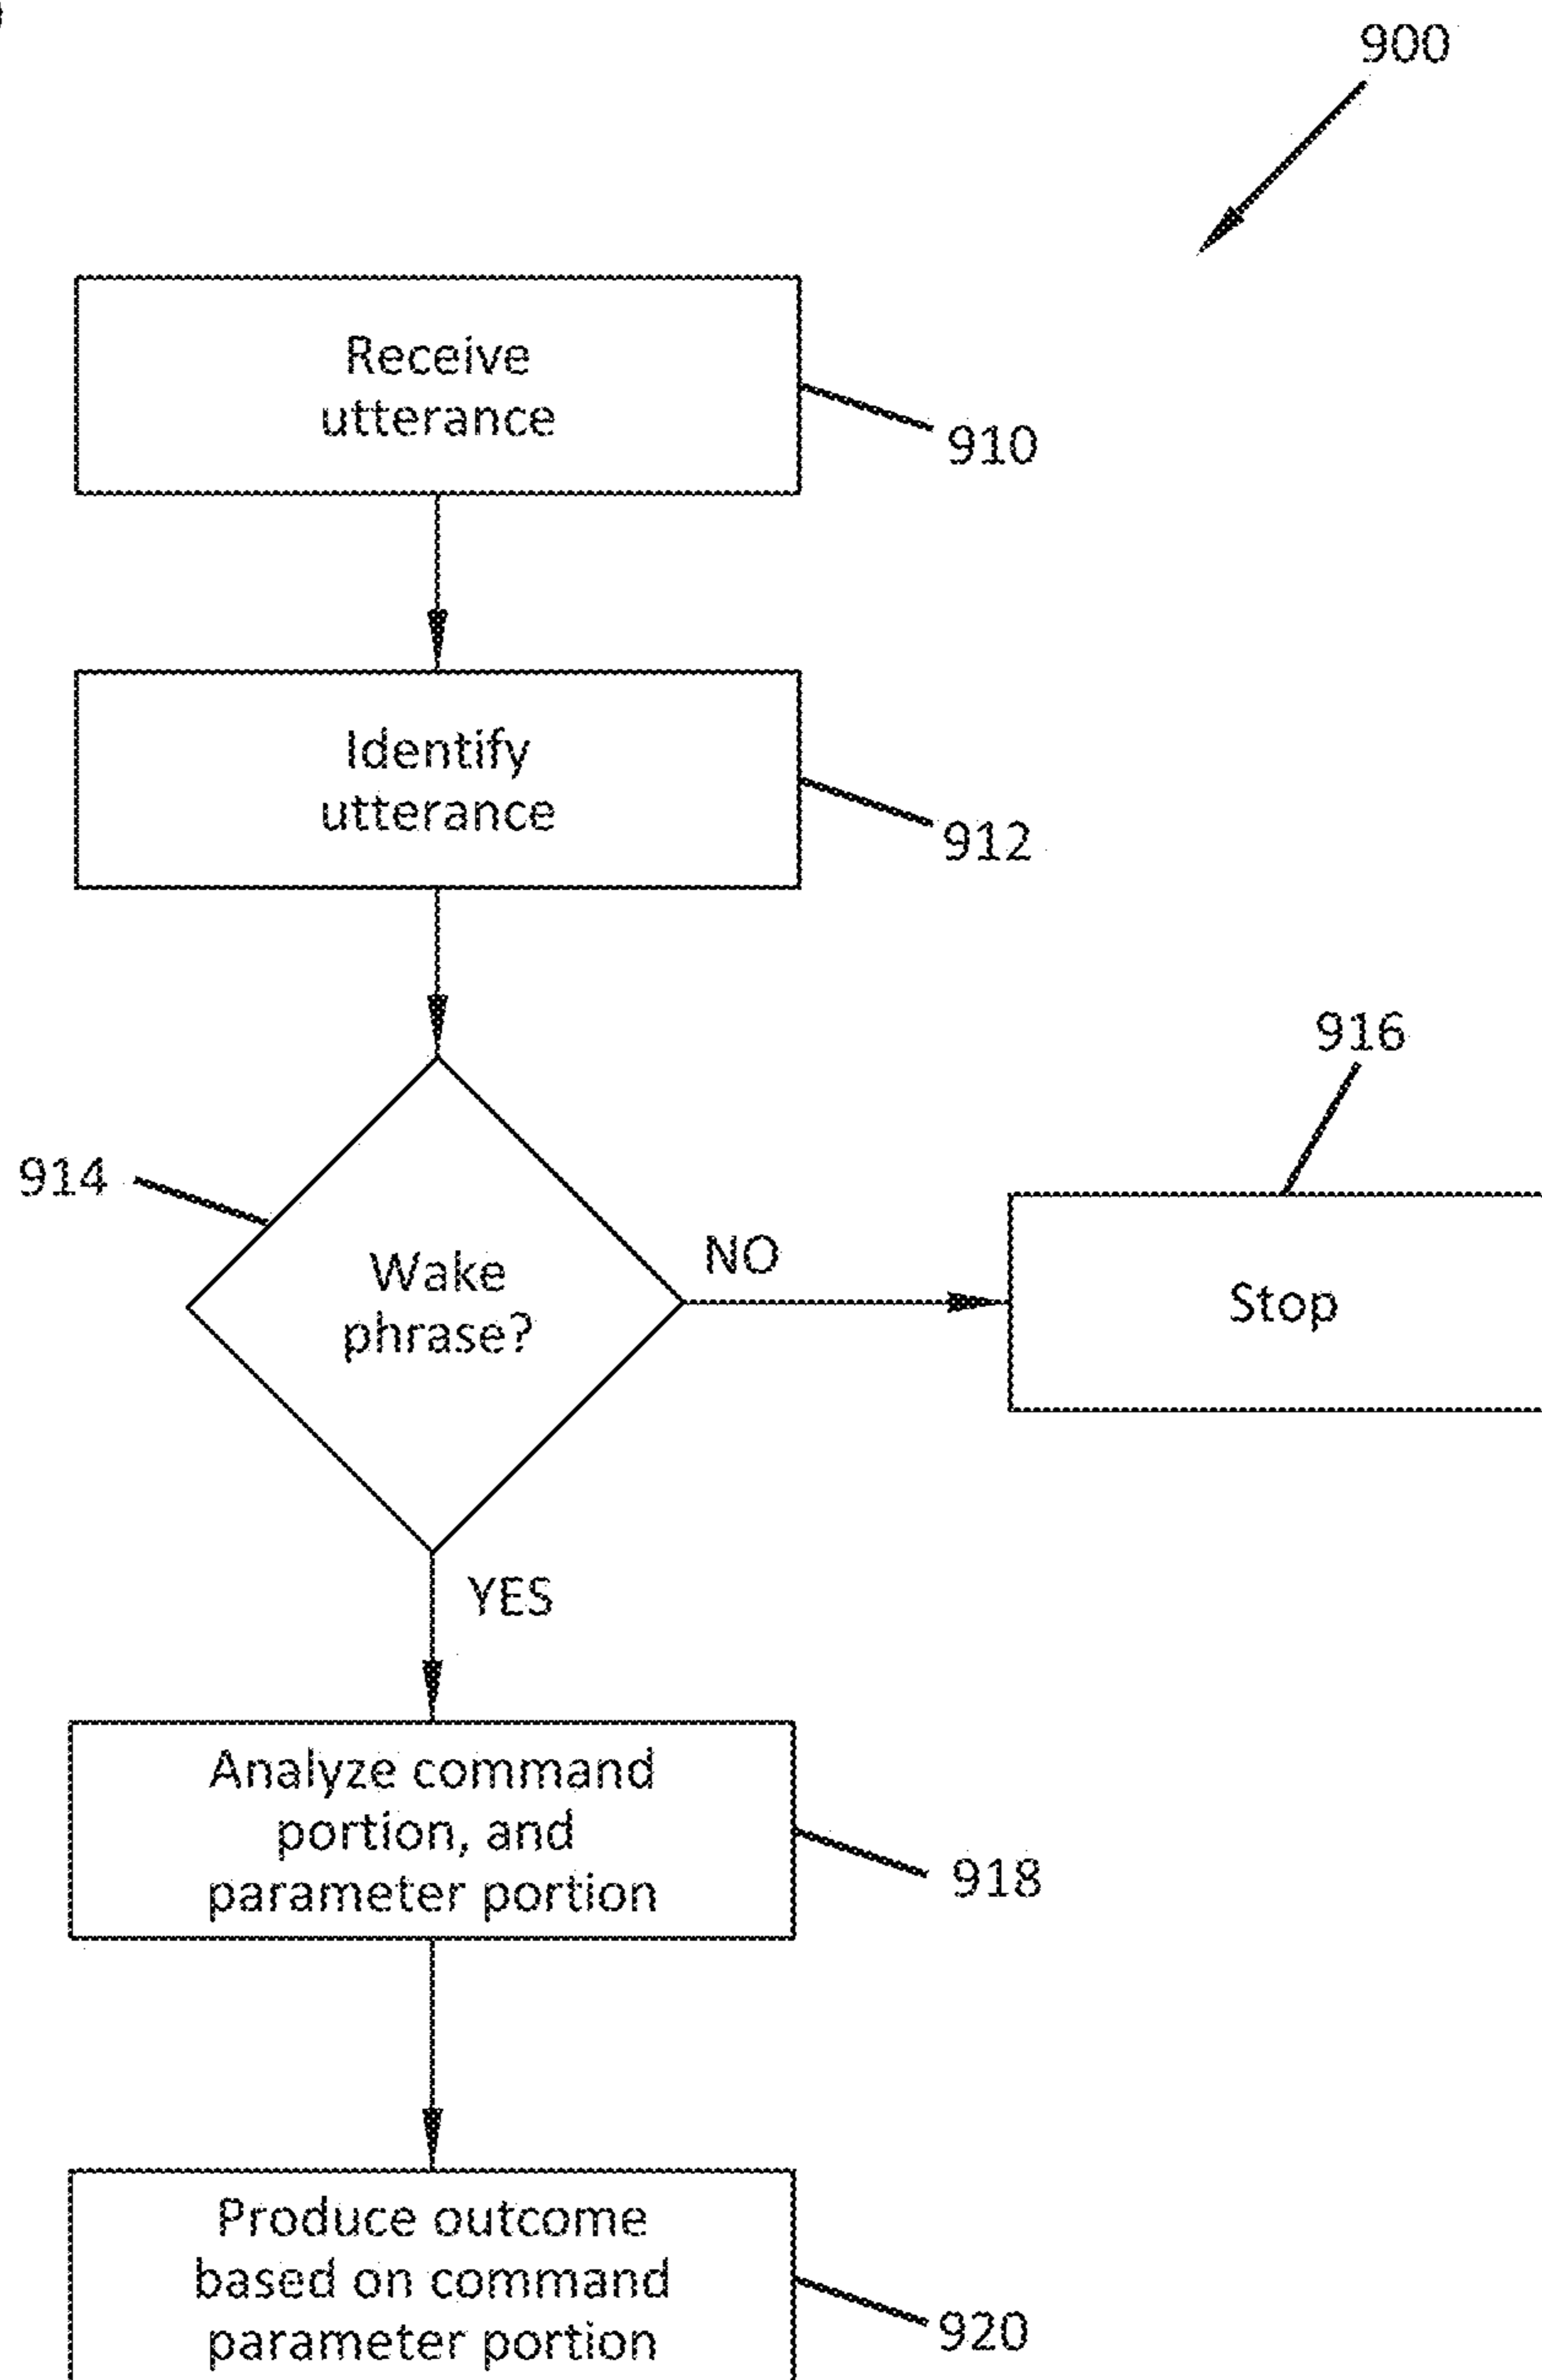 900
Receive
utterance
910
Identify
utterance
912
916
914
Wake
phrase?
NO
Stop
YES
Analyze command
portion, and
parameter portion
918
Produce outcome
based on command
parameter portion
920